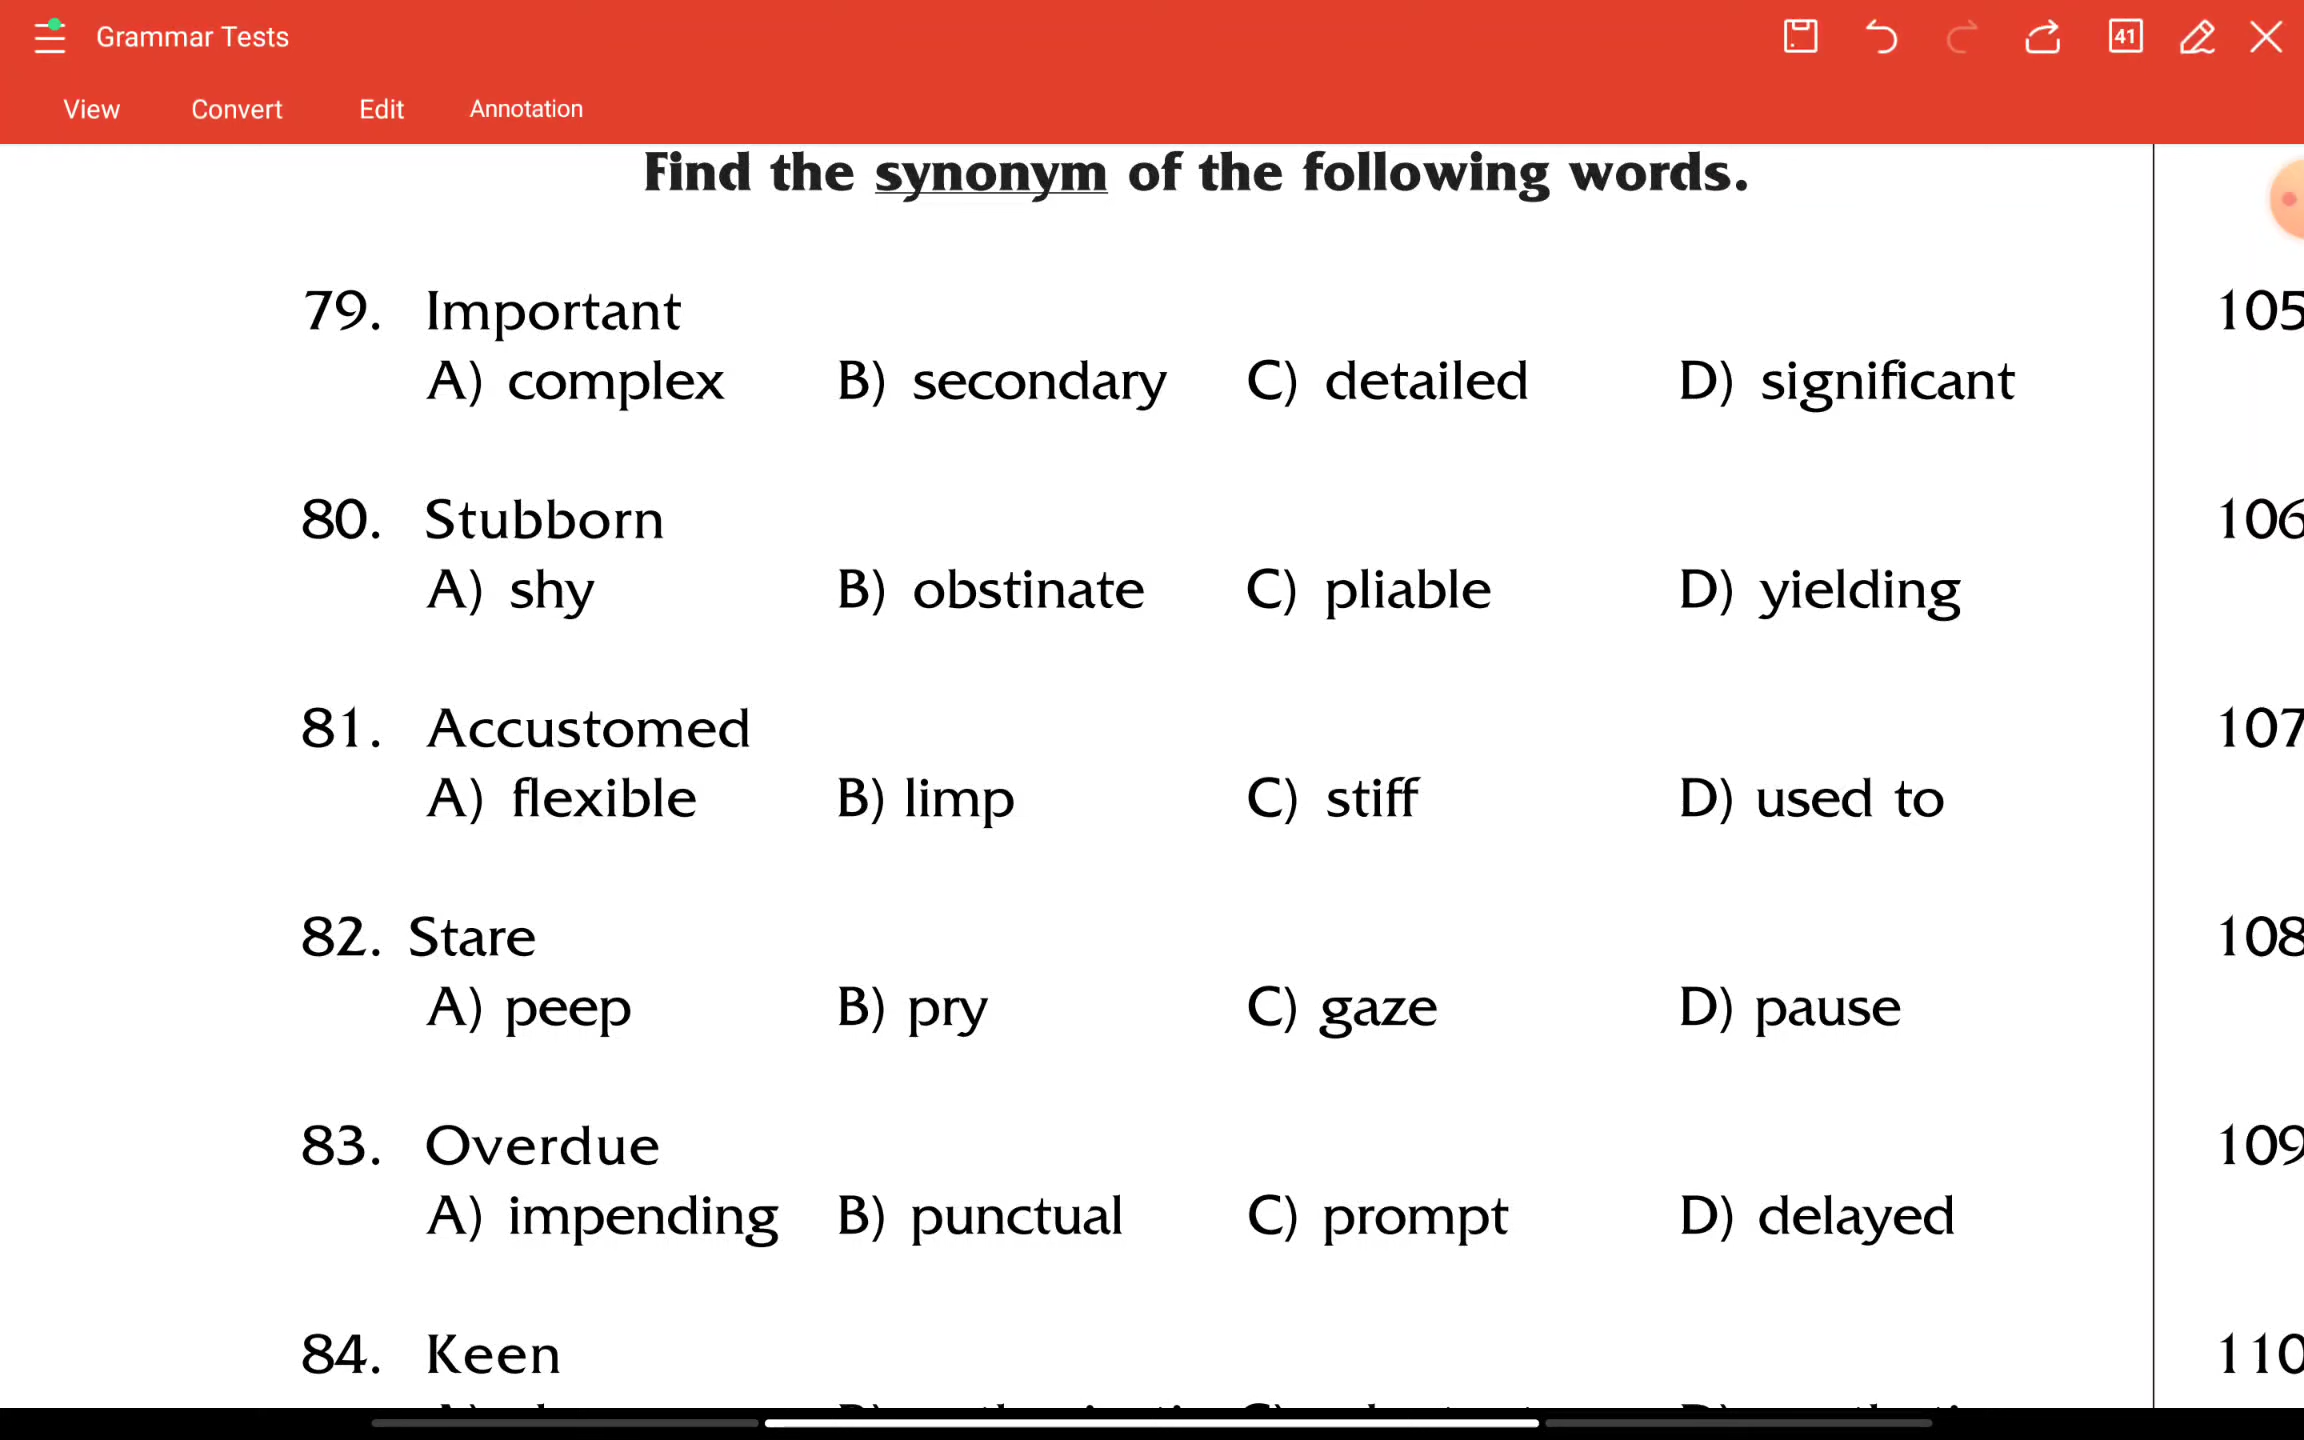 Grammar Tests
41
View Convert Edit Annotation
Find the synonym of the following words.
79. Important
A) complex B) secondary C) detailed D) significant
80. Stubborn
A) shy B) obstinate C) pliable D) yielding
81. Accustomed
A) flexible B) limp C) stiff D) used to
82. Stare
A) peep B) pry C) gaze D) pause
83. Overdue
A) impending B) punctual C) prompt D) delayed
84. Keen
105
106
107
108
109
110